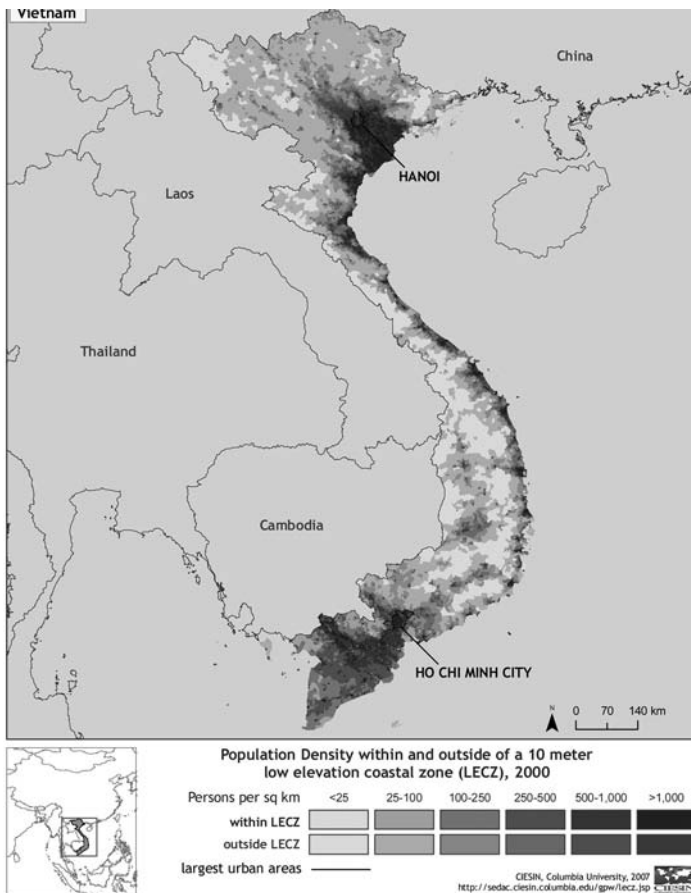 Vietnam
China
HANOI
Laos
Thailand
Cambodia
HO CHI MINH CITY
N
0 70 140 km
Population Density within and outside of a 10 meter
low elevation coastal zone (LECZ), 2000
Persons per sq km <25 25-100 100-250 250-500 500-1,000 >1,000
within LECZ
outside LECZ
largest urban areas
CIESIN, Columbia University, 2007
http://sedac.ciesin.columbia.edu/gpw/lecz.jsp CIESIN